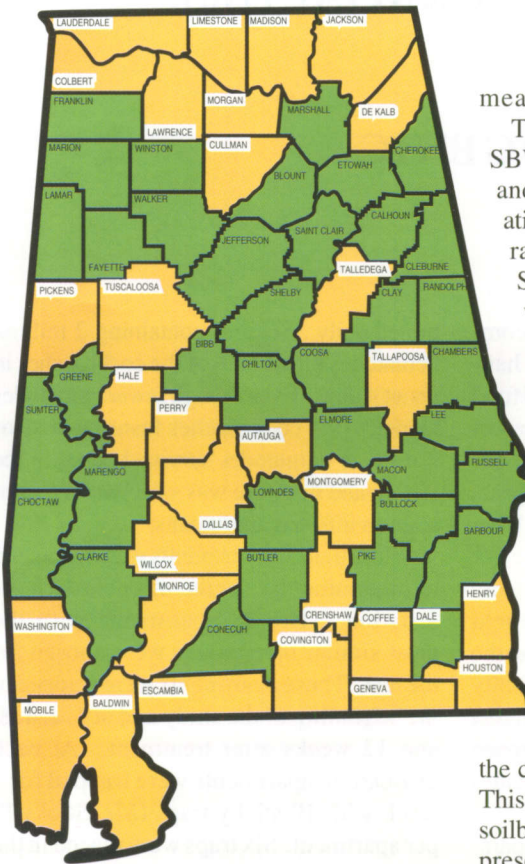 LAUDERDALE
LIMESTONE
MADISON
JACKSON
COLBERT
FRANKLIN
LAWRENCE
MORGAN
MARSHALL
DE KALB
MARION
WINSTON
CULLMAN
CHEROKEE
ETOWAH
BLOUNT
LAMAR
WALKER
CALHOUN
JEFFERSON
SAINT CLAIR
FAYETTE
TALLEDEGA
CLEBURNE
PICKENS
TUSCALOOSA
SHELBY
CLAY
RANDOLPH
BIBB
COOSA
TALLAPOOSA
CHAMBERS
GREENE
HALE
CHILTON
SUMTER
PERRY
ELMORE
LEE
AUTAUGA
MARENGO
MACON
RUSSELL
MONTGOMERY
LOWNDES
CHOCTAW
DALLAS
BULLOCK
BARBOUR
CLARKE
WILCOX
BUTLER
PIKE
MONROE
HENRY
WASHINGTON
CRENSHAW
COFFEE
DALE
CONECUH
COVINGTON
HOUSTON
ESCAMBIA
GENEVA
MOBILE
BALDWIN
mea
T
SBV
and
ati
ra
S
the c
This
soilb
pres